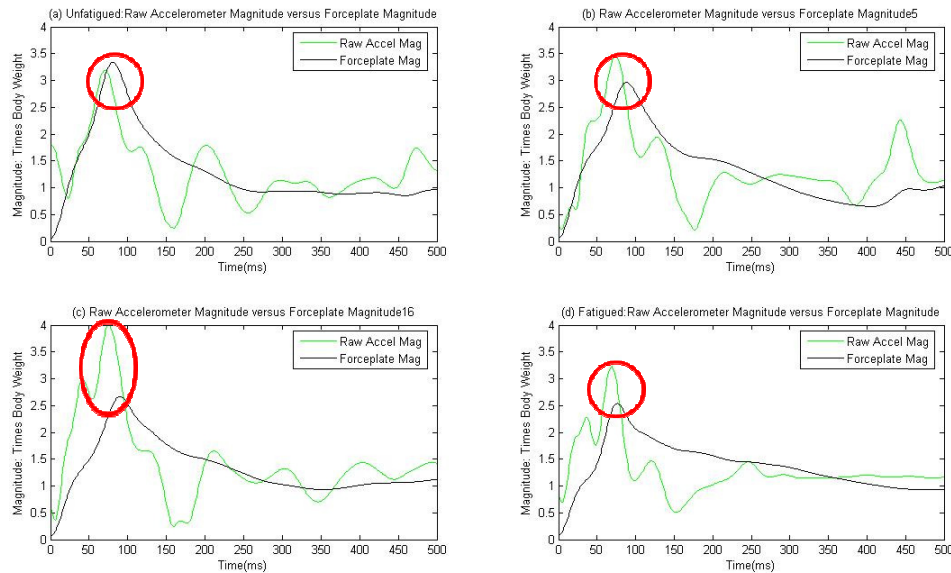 (a) Unfatigued:Raw Accelerometer Magnitude versus Forceplate Magnitude
Magnitude: Times Body Weight
4
3.5
3
2.5
2
1.5
1
0.5
0
Raw Accel Mag
Forceplate Mag
0 50 100 150 200 250 300 350 400 450 500
Time(ms)
(b) Raw Accelerometer Magnitude versus Forceplate Magnitude5
Magnitude: Times Body Weight
4
3.5
3
2.5
2
1.5
1
0.5
0
Raw Accel Mag
Forceplate Mag
0 50 100 150 200 250 300 350 400 450 500
Time(ms)
(c) Raw Accelerometer Magnitude versus Forceplate Magnitude16
Magnitude: Times Body Weight
4
3.5
3
2.5
2
1.5
1
0.5
0
Raw Accel Mag
Forceplate Mag
0 50 100 150 200 250 300 350 400 450 500
Time(ms)
(d) Fatigued:Raw Accelerometer Magnitude versus Forceplate Magnitude
Magnitude: Times Body Weight
4
3.5
3
2.5
2
1.5
1
0.5
0
Raw Accel Mag
Forceplate Mag
0 50 100 150 200 250 300 350 400 450 500
Time(ms)